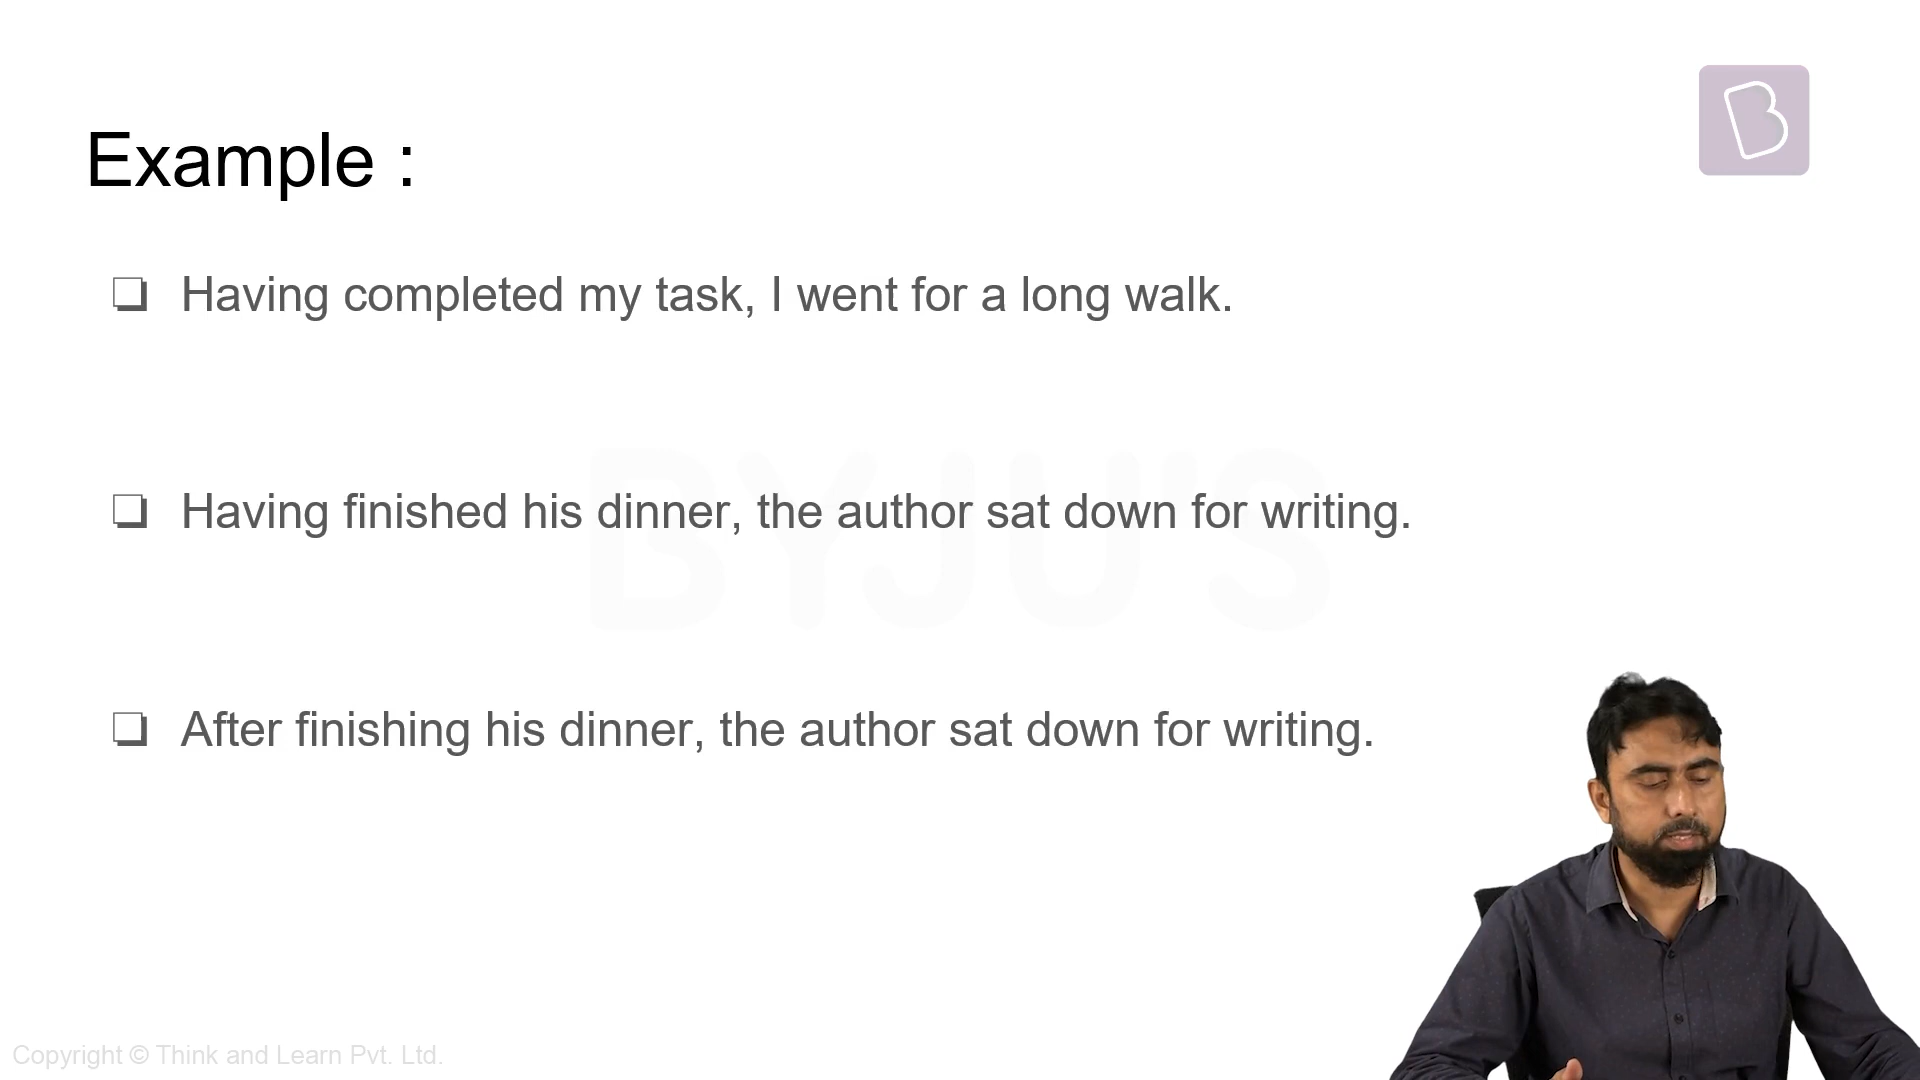 Example :
Having completed my task, I went for a long walk.
Having finished his dinner, the author sat down for writing.
BYJU'S
After finishing his dinner, the author sat down for writing.
Copyright © Think and Learn Pvt. Ltd.